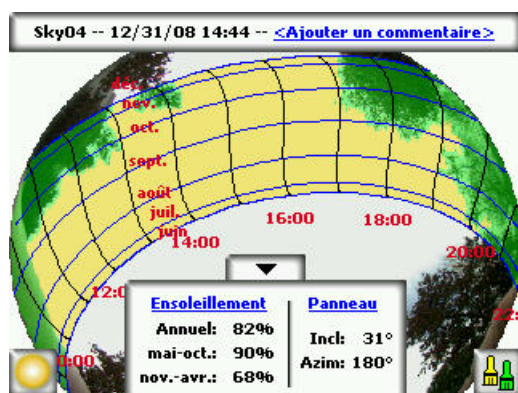 Sky04 -- 12/31/08 14:44 -- <Ajouter un commentaire>
déc.
nov.
oct.
sept.
août
juil.
juin
14:00
16:00
18:00
20:00
Ensoleillement
Annuel: 82%
mai-oct.: 90%
nov.-avr.: 68%
Panneau
Incl: 31°
Azim: 180°